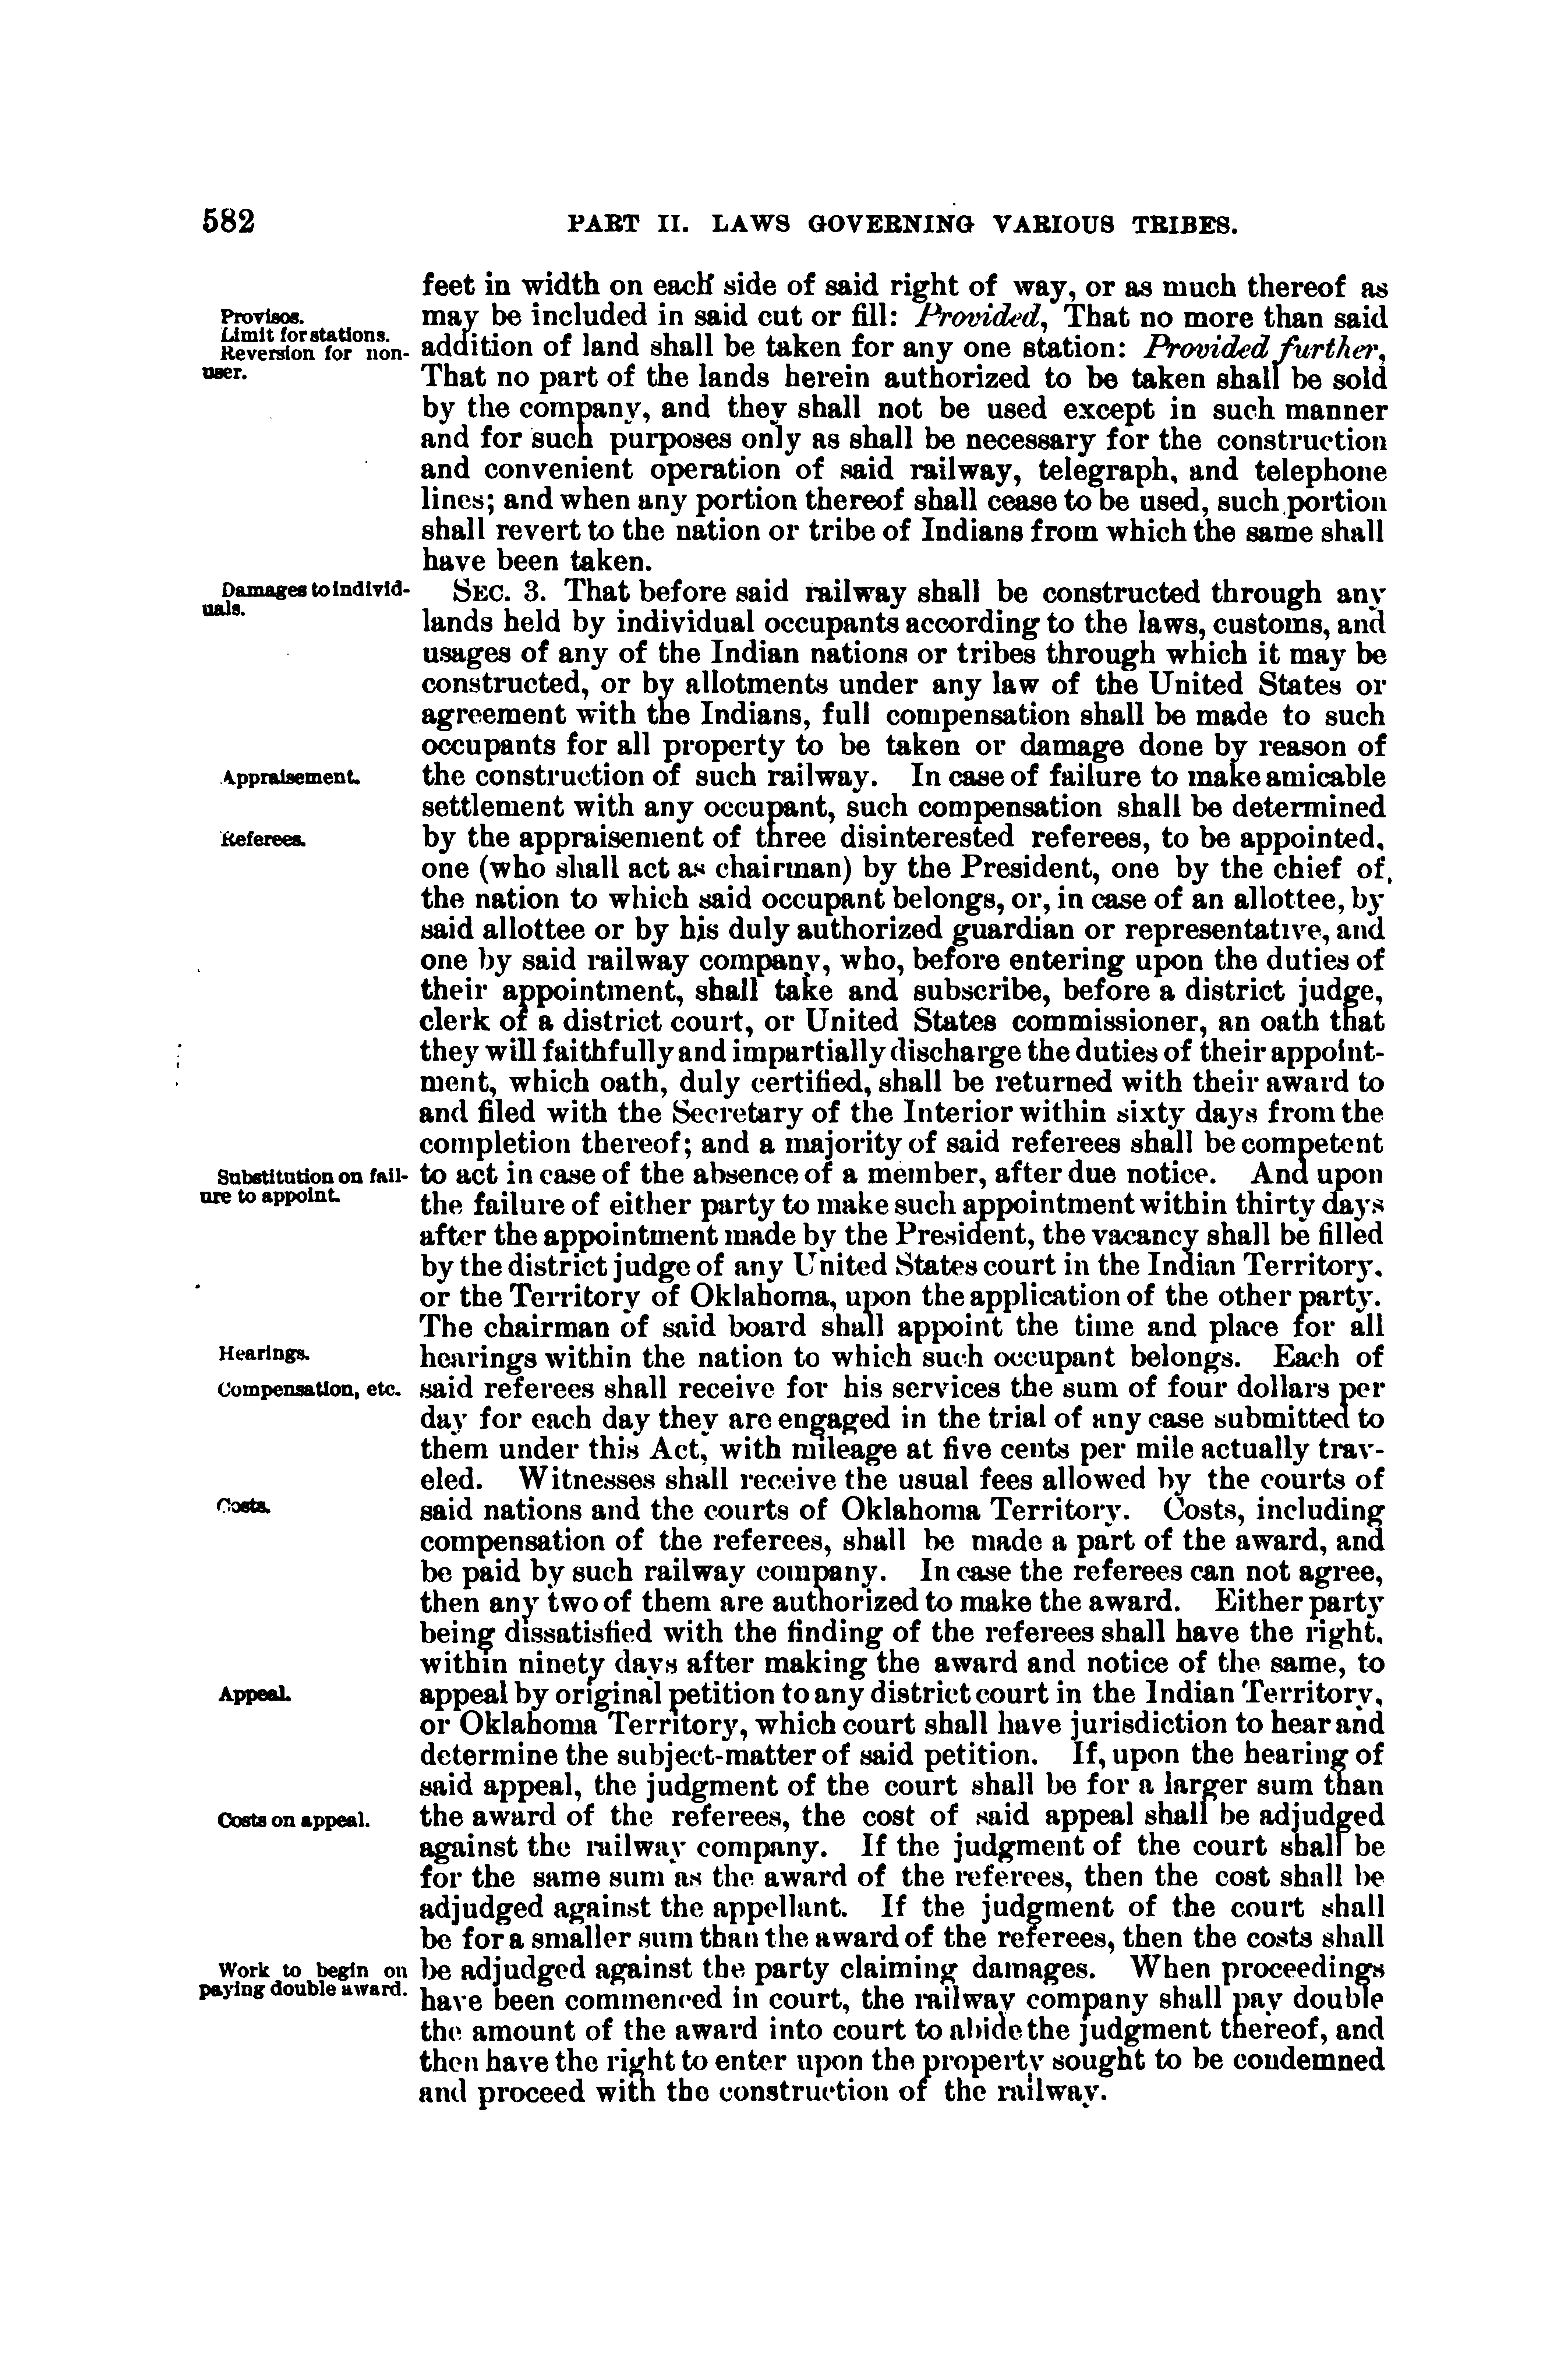 582
PART II. LAWS GOVERNING VARIOUS TRIBES.
feet in width on each side of said right of way, or as much thereof as
Provisos.
may be included in said cut or fill: Provided, That no more than said
Limit for stations.
Reversion for non-
addition of land shall be taken for any one station: Provided further,
user.
That no part of the lands herein authorized to be taken shall be sold
by the company, and they shall not be used except in such manner
and for such purposes only as shall be necessary for the construction
and convenient operation of said railway, telegraph, and telephone
lines; and when any portion thereof shall cease to be used, such portion
shall revert to the nation or tribe of Indians from which the same shall
have been taken.
Damages to individ-
uals.
SEC. 3. That before said railway shall be constructed through any
lands held by individual occupants according to the laws, customs, and
usages of any of the Indian nations or tribes through which it may be
constructed, or by allotments under any law of the United States or
agreement with the Indians, full compensation shall be made to such
occupants for all property to be taken or damage done by reason of
Appraisement.
the construction of such railway. In case of failure to make amicable
settlement with any occupant, such compensation shall be determined
Referees.
by the appraisement of three disinterested referees, to be appointed,
one (who shall act as chairman) by the President, one by the chief of
the nation to which said occupant belongs, or, in case of an allottee, by
said allottee or by his duly authorized guardian or representative, and
one by said railway company, who, before entering upon the duties of
their appointment, shall take and subscribe, before a district judge,
clerk of a district court, or United States commissioner, an oath that
they will faithfully and impartially discharge the duties of their appoint-
ment, which oath, duly certified, shall be returned with their award to
and filed with the Secretary of the Interior within sixty days from the
completion thereof; and a majority of said referees shall be competent
Substitution on fail-
ure to appoint.
to act in case of the absence of a member, after due notice. And upon
the failure of either party to make such appointment within thirty days
after the appointment made by the President, the vacancy shall be filled
by the district judge of any United States court in the Indian Territory,
or the Territory of Oklahoma, upon the application of the other party.
The chairman of said board shall appoint the time and place for all
Hearings.
hearings within the nation to which such occupant belongs. Each of
Compensation, etc.
said referees shall receive for his services the sum of four dollars per
day for each day they are engaged in the trial of any case submitted to
them under this Act, with mileage at five cents per mile actually trav-
eled. Witnesses shall receive the usual fees allowed by the courts of
Costs.
said nations and the courts of Oklahoma Territory. Costs, including
compensation of the referees, shall be made a part of the award, and
be paid by such railway company. In case the referees can not agree,
then any two of them are authorized to make the award. Either party
being dissatisfied with the finding of the referees shall have the right,
within ninety days after making the award and notice of the same, to
Appeal.
appeal by original petition to any district court in the Indian Territory,
or Oklahoma Territory, which court shall have jurisdiction to hear and
determine the subject-matter of said petition. If, upon the hearing of
said appeal, the judgment of the court shall be for a larger sum than
Costs on appeal.
the award of the referees, the cost of said appeal shall be adjudged
against the railway company. If the judgment of the court shall be
for the same sum as the award of the referees, then the cost shall be
adjudged against the appellant. If the judgment of the court shall
be for a smaller sum than the award of the referees, then the costs shall
Work to begin on
paying double award.
be adjudged against the party claiming damages. When proceedings
have been commenced in court, the railway company shall pay double
the amount of the award into court to abide the judgment thereof, and
then have the right to enter upon the property sought to be condemned
and proceed with the construction of the railway.